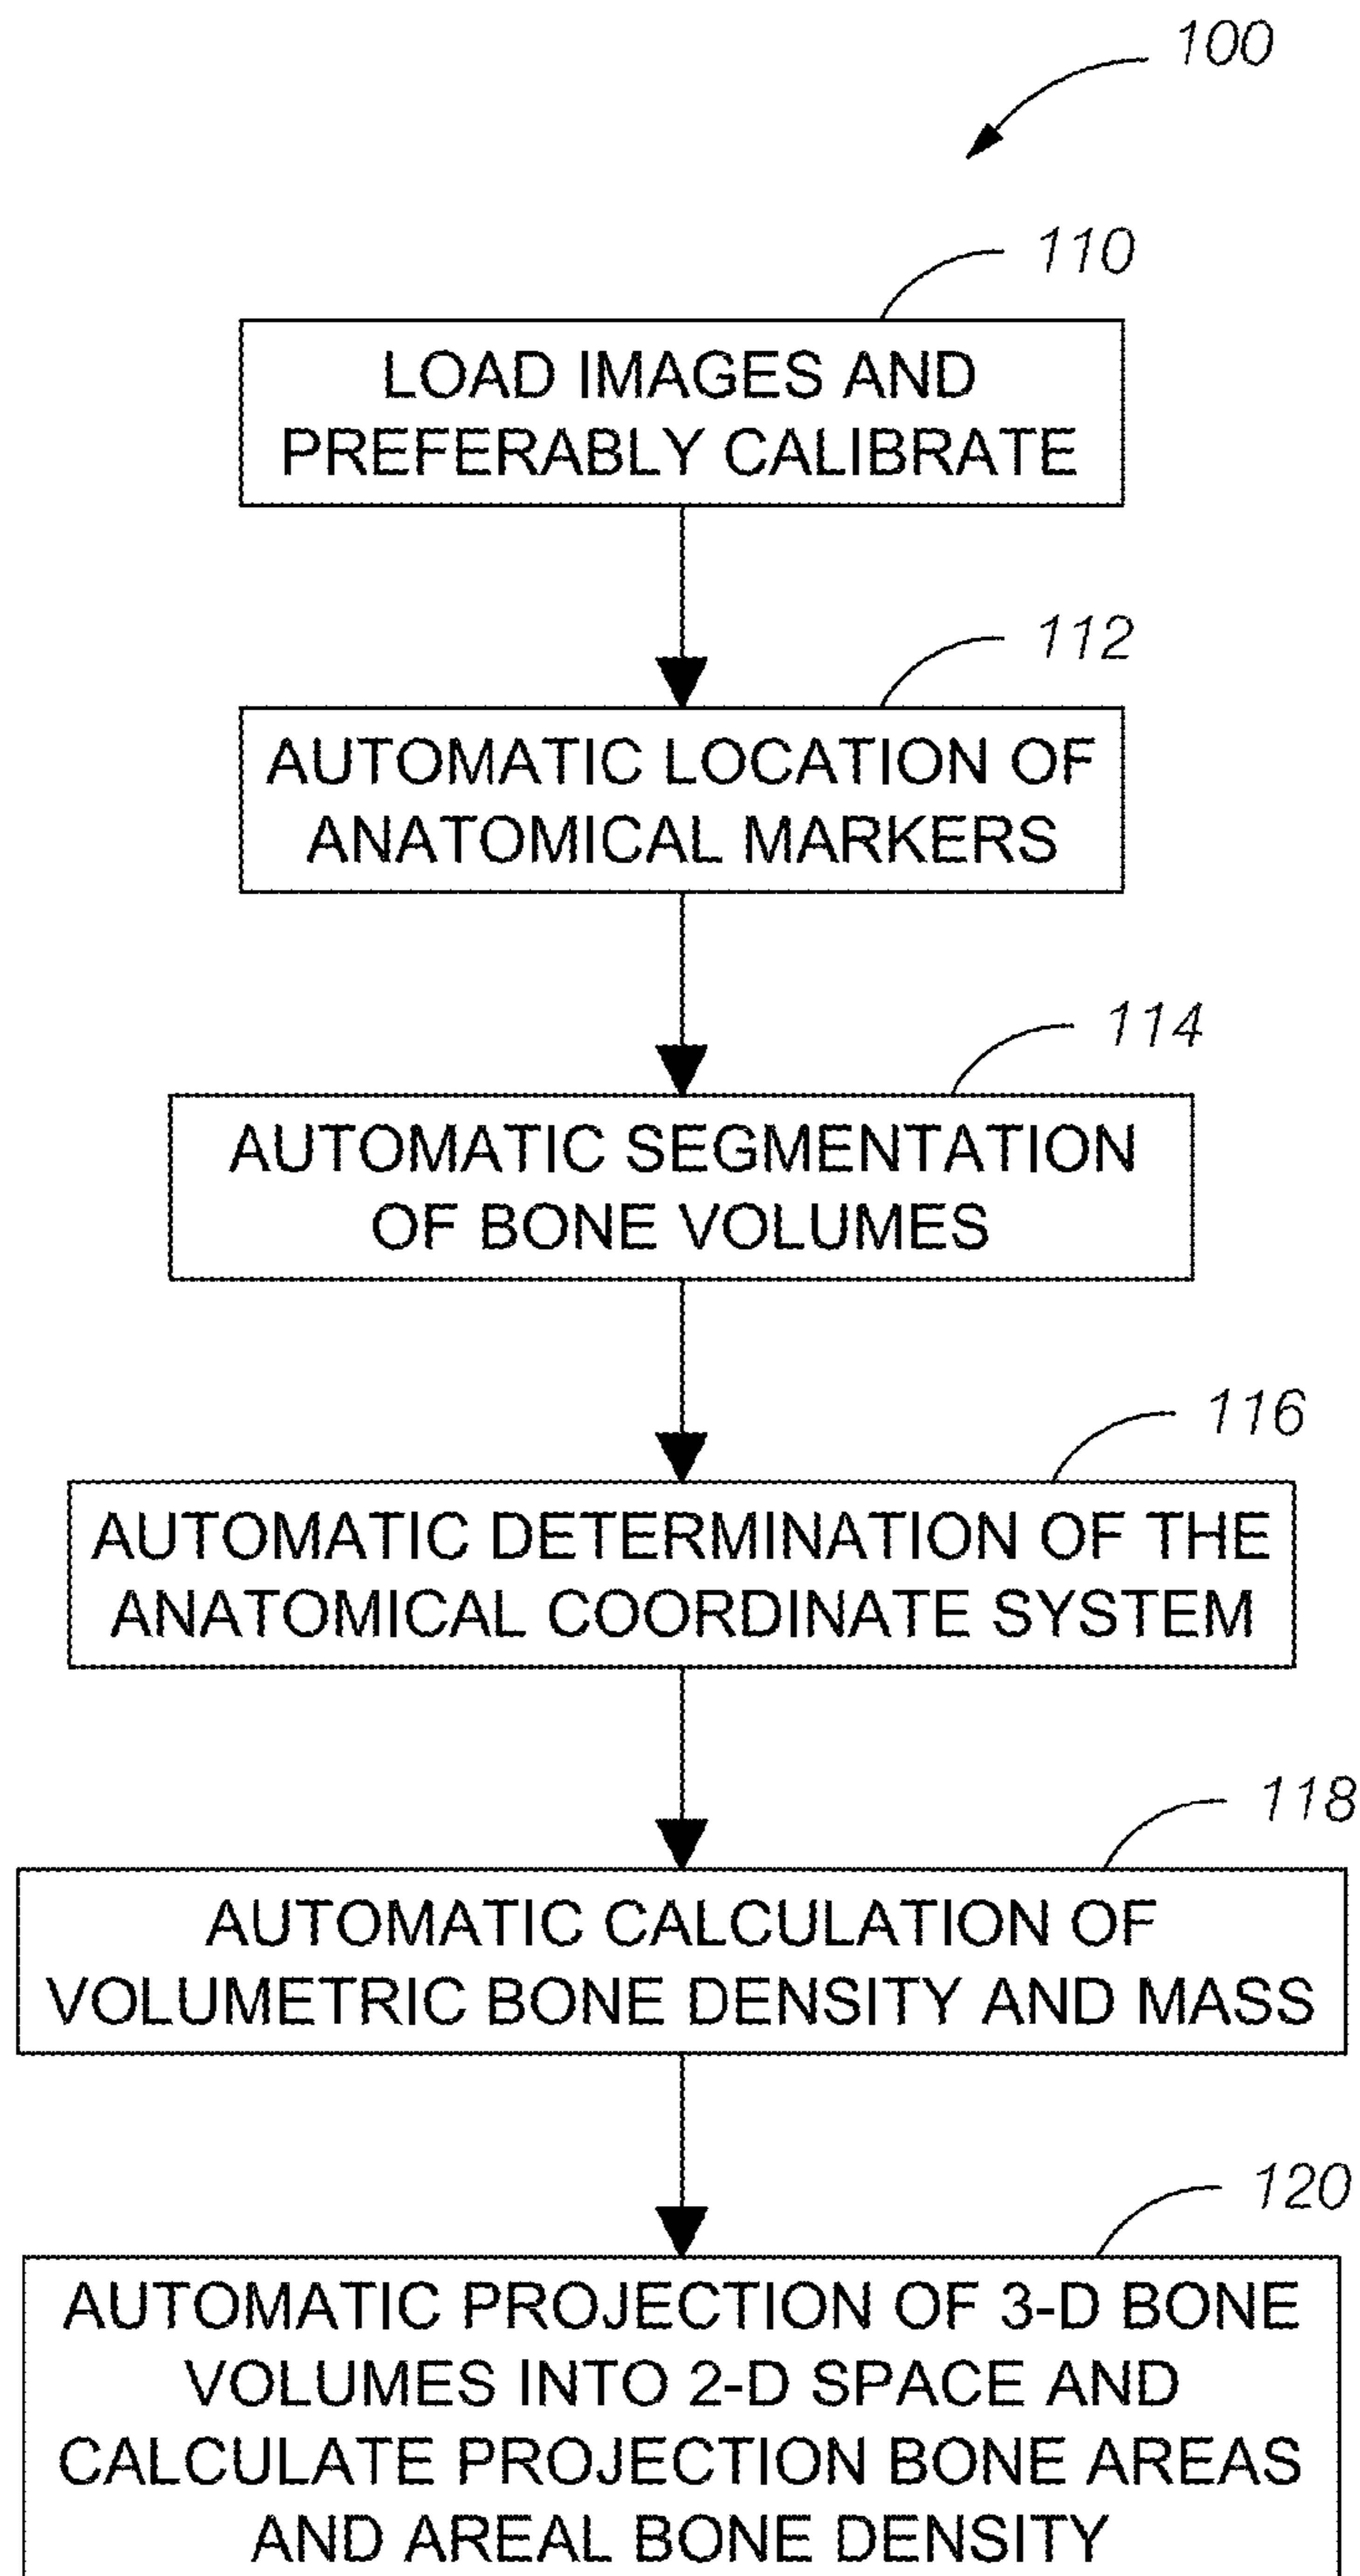 100
110
LOAD IMAGES AND
PREFERABLY CALIBRATE
112
AUTOMATIC LOCATION OF
ANATOMICAL MARKERS
114
AUTOMATIC SEGMENTATION
OF BONE VOLUMES
116
AUTOMATIC DETERMINATION OF THE
ANATOMICAL COORDINATE SYSTEM
118
AUTOMATIC CALCULATION OF
VOLUMETRIC BONE DENSITY AND MASS
120
AUTOMATIC PROJECTION OF 3-D BONE
VOLUMES INTO 2-D SPACE AND
CALCULATE PROJECTION BONE AREAS
AND AREAL BONE DENSITY